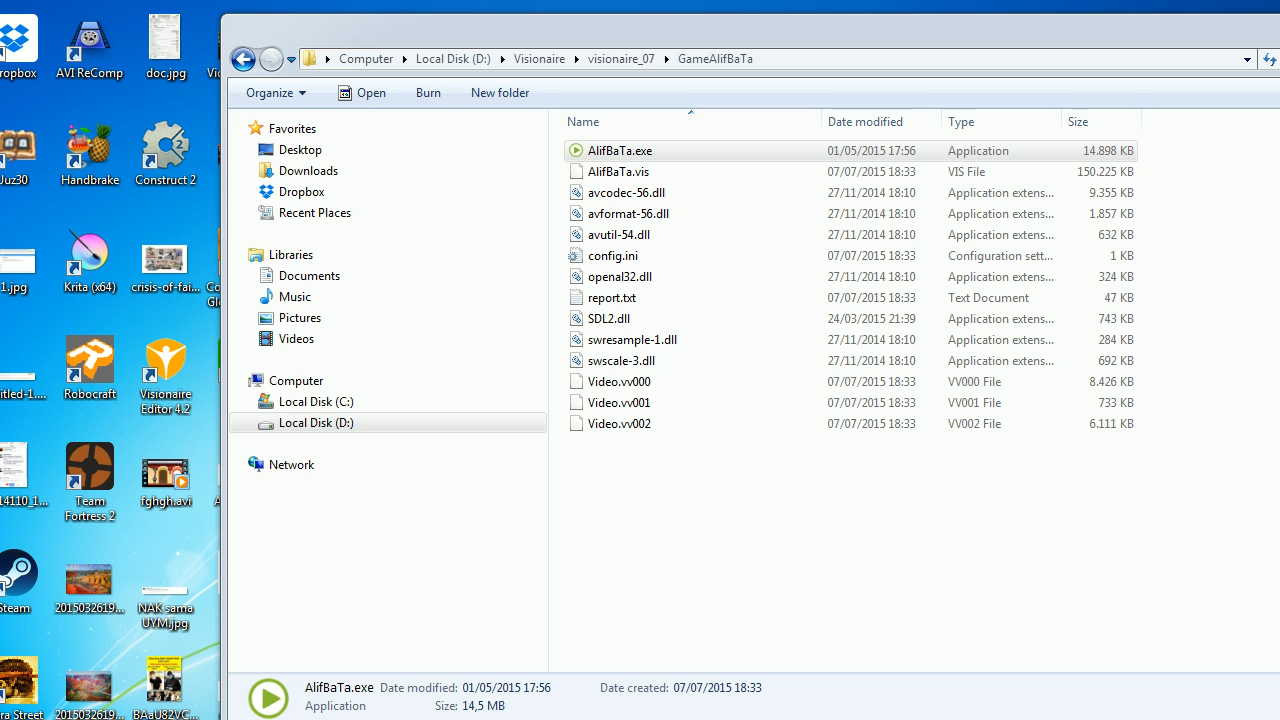 ropbox
AVI ReComp
doc.jpg
Juz30
Handbrake
Construct 2
1.jpg
Krita (x64)
crisis-of-fai...
Robocraft
Visionaire
Editor 4.2
Team
Fortress 2
fghgh.avi
Steam
2015032619...
NAK sama
UYM.jpg
ra Street
2015032619...
BAaU82VC...
Computer
Local Disk (D:)
Visionaire
visionaire_07
GameAlifBaTa
Organize
Open
Burn
New folder
Favorites
Desktop
Downloads
Dropbox
Recent Places
Libraries
Documents
Music
Pictures
Videos
Computer
Local Disk (C:)
Local Disk (D:)
Network
Name Date modified Type Size
AlifBaTa.exe 01/05/2015 17:56 Application 14.898 KB
AlifBaTa.vis 07/07/2015 18:33 VIS File 150.225 KB
avcodec-56.dll 27/11/2014 18:10 Application extens... 9.355 KB
avformat-56.dll 27/11/2014 18:10 Application extens... 1.857 KB
avutil-54.dll 27/11/2014 18:10 Application extens... 632 KB
config.ini 07/07/2015 18:33 Configuration sett... 1 KB
openal32.dll 27/11/2014 18:10 Application extens... 324 KB
report.txt 07/07/2015 18:33 Text Document 47 KB
SDL2.dll 24/03/2015 21:39 Application extens... 743 KB
swresample-1.dll 27/11/2014 18:10 Application extens... 284 KB
swscale-3.dll 27/11/2014 18:10 Application extens... 692 KB
Video.vv000 07/07/2015 18:33 VV000 File 8.426 KB
Video.vv001 07/07/2015 18:33 VV001 File 733 KB
Video.vv002 07/07/2015 18:33 VV002 File 6.111 KB
AlifBaTa.exe Date modified: 01/05/2015 17:56 Date created: 07/07/2015 18:33
Application Size: 14,5 MB